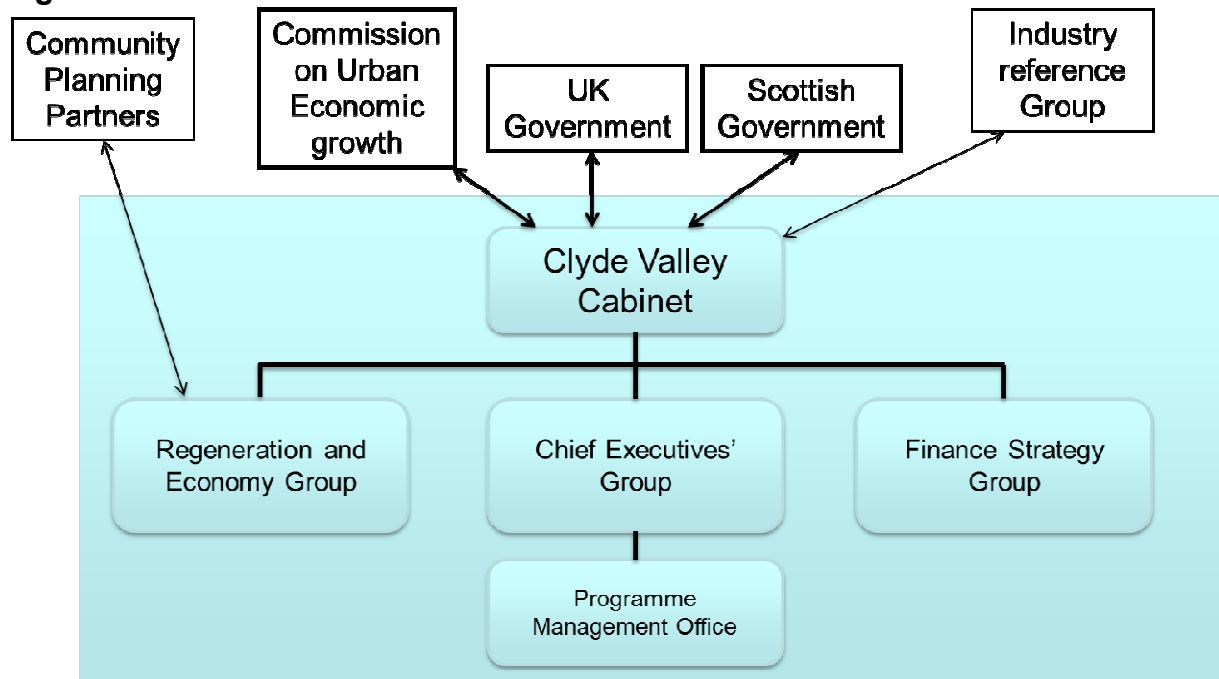 Community
Planning
Partners
Commission
on Urban
Economic
growth
UK
Government
Scottish
Government
Industry
reference
Group
Clyde Valley
Cabinet
Regeneration and
Economy Group
Chief Executives’
Group
Finance Strategy
Group
Programme
Management Office